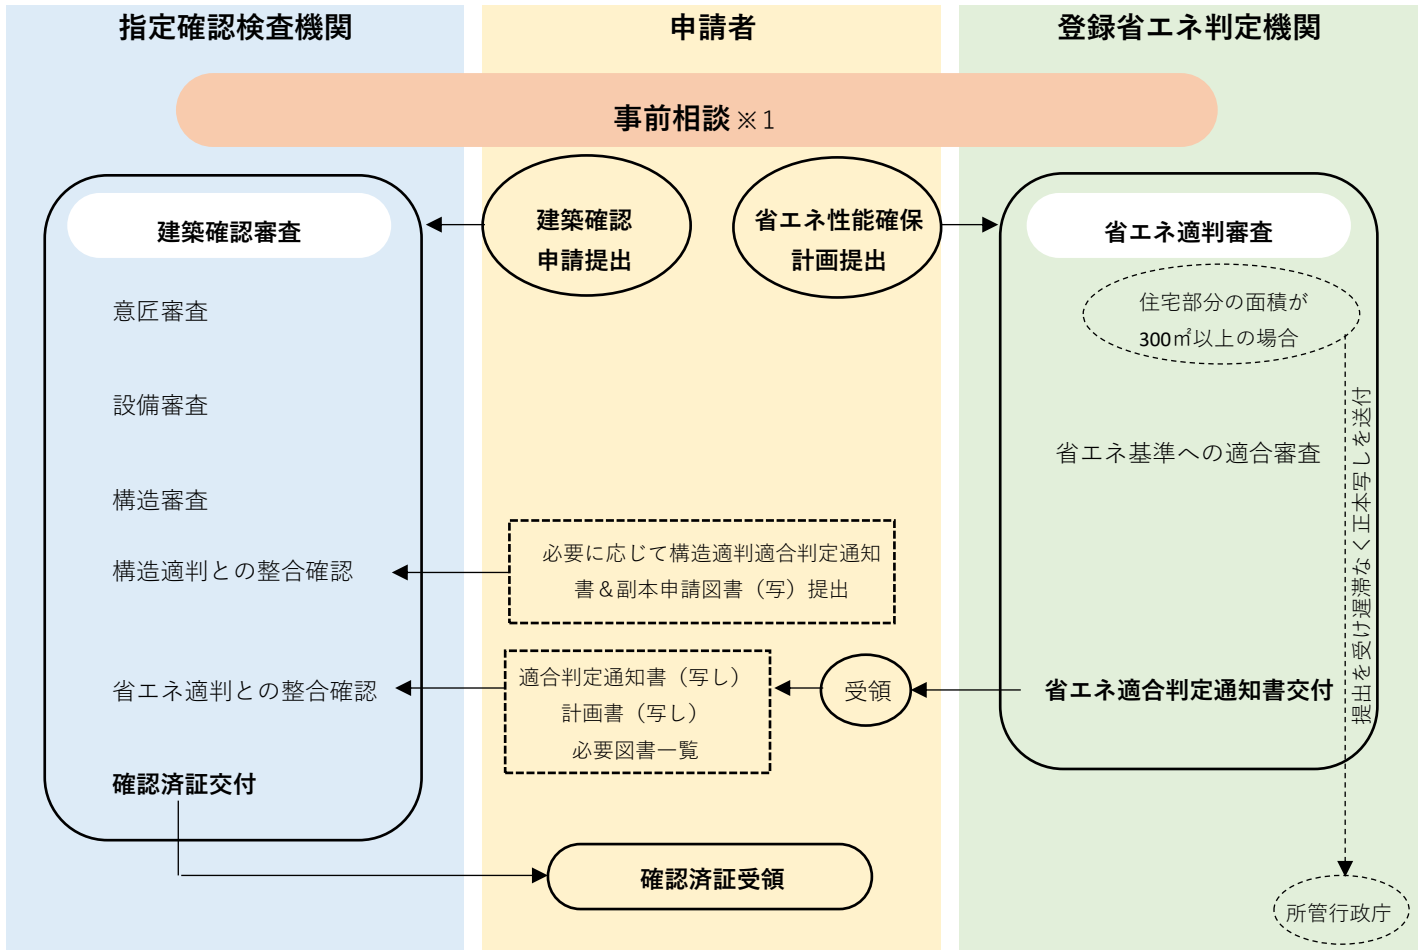 指定確認検査機関
申請者
登録省エネ判定機関
事前相談※1
建築確認審査
意匠審査
設備審査
構造審査
構造適判との整合確認
省エネ適判との整合確認
確認済証交付
建築確認
申請提出
省エネ性能確保
計画提出
必要に応じて構造適判適合判定通知
書＆副本申請図書（写）提出
適合判定通知書（写し）
計画書（写し）
必要図書一覧
受領
確認済証受領
省エネ適判審査
住宅部分の面積が
300㎡以上の場合
省エネ基準への適合審査
省エネ適合判定通知書交付
提出を受け遅滞なく正本写しを送付
所管行政庁